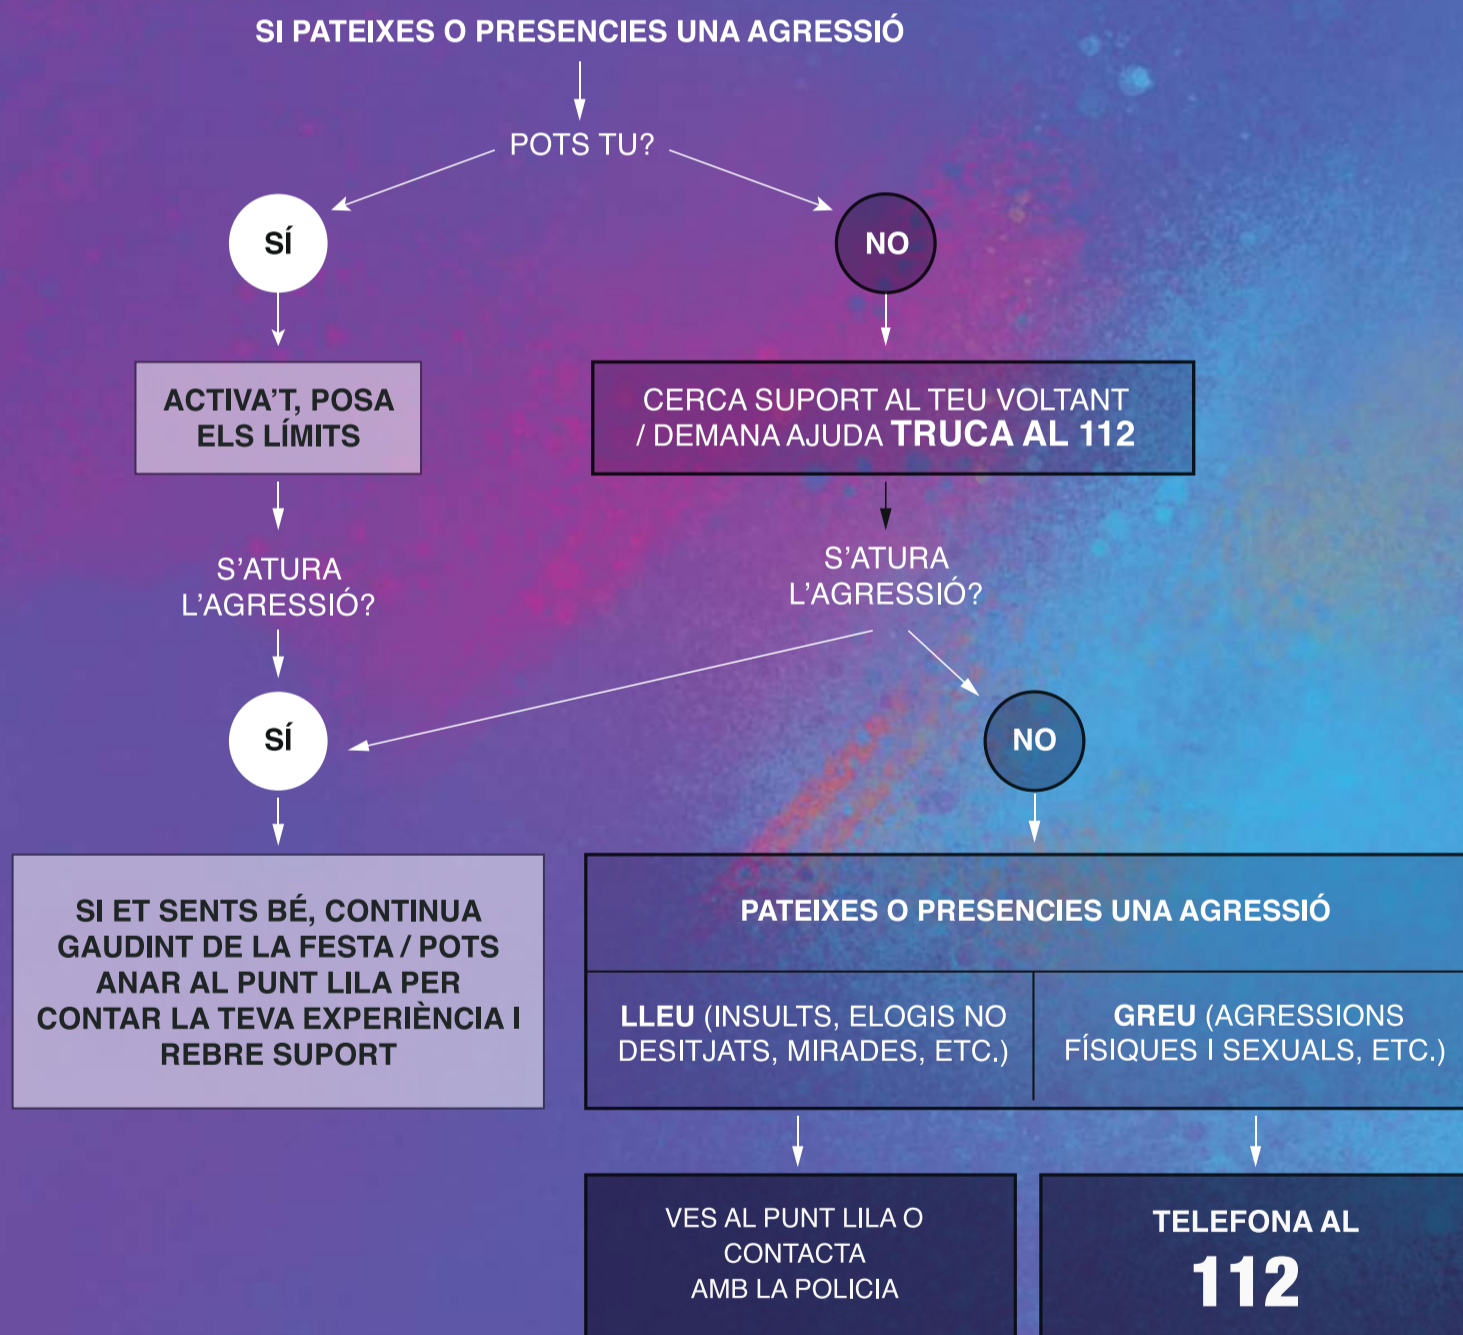 SI PATEIXES O PRESENCIES UNA AGRESSIÓ
POTS TU?
SÍ
NO
ACTIVA’T, POSA
ELS LÍMITS
CERCA SUPORT AL TEU VOLTANT
/ DEMANA AJUDA TRUCA AL 112
S’ATURA
L’AGRESSIÓ?
S’ATURA
L’AGRESSIÓ?
SÍ
NO
SI ET SENTS BÉ, CONTINUA
GAUDINT DE LA FESTA / POTS
ANAR AL PUNT LILA PER
CONTAR LA TEVA EXPERIÈNCIA I
REBRE SUPORT
PATEIXES O PRESENCIES UNA AGRESSIÓ
LLEU (INSULTS, ELOGIS NO
DESITJATS, MIRADES, ETC.)
GREU (AGRESSIONS
FÍSIQUES I SEXUALS, ETC.)
VES AL PUNT LILA O
CONTACTA
AMB LA POLICIA
TELEFONA AL
112